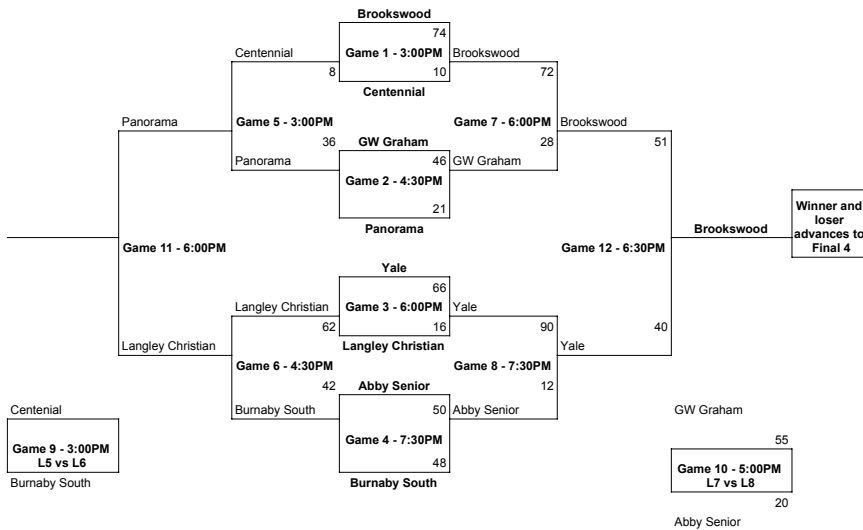 Brookswood
74
Centennial
Game 1 - 3:00PM
Brookswood
8
10
72
Centennial
Panorama
Game 5 - 3:00PM
Game 7 - 6:00PM
Brookswood
36
GW Graham
28
51
Panorama
46
GW Graham
Game 2 - 4:30PM
21
Winner and
loser
advances to
Final 4
Panorama
Brookswood
Game 11 - 6:00PM
Game 12 - 6:30PM
Yale
66
Langley Christian
Game 3 - 6:00PM
Yale
62
16
90
40
Langley Christian
Langley Christian
Yale
Game 6 - 4:30PM
Game 8 - 7:30PM
42
Abby Senior
12
Centenial
Burnaby South
50
Abby Senior
GW Graham
Game 9 - 3:00PM
L5 vs L6
Game 4 - 7:30PM
55
48
Game 10 - 5:00PM
L7 vs L8
Burnaby South
Burnaby South
20
Abby Senior